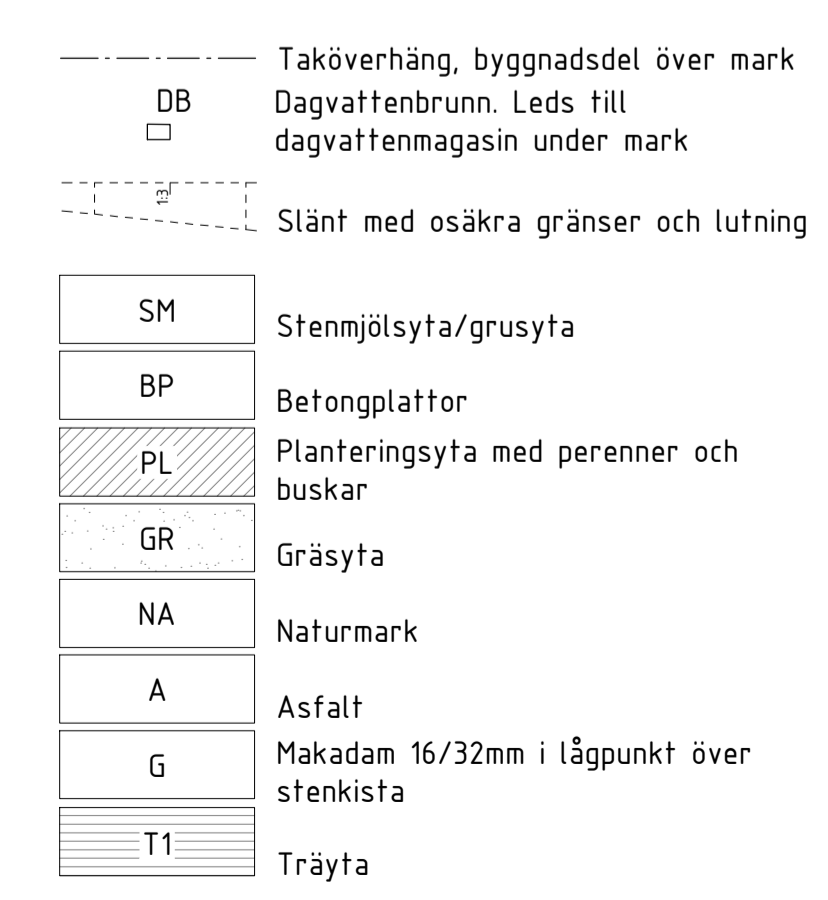 Taköverhäng, byggnadsdel över mark
DB
Dagvattenbrunn. Leds till
dagvattenmagasin under mark
1:3
Slänt med osäkra gränser och lutning
SM
Stenmjölsyta/grusyta
BP
Betongplattor
PL
Planteringsyta med perenner och
buskar
GR
Gräsyta
NA
Naturmark
A
Asfalt
G
Makadam 16/32mm i lågpunkt över
stenkista
T1
Träyta